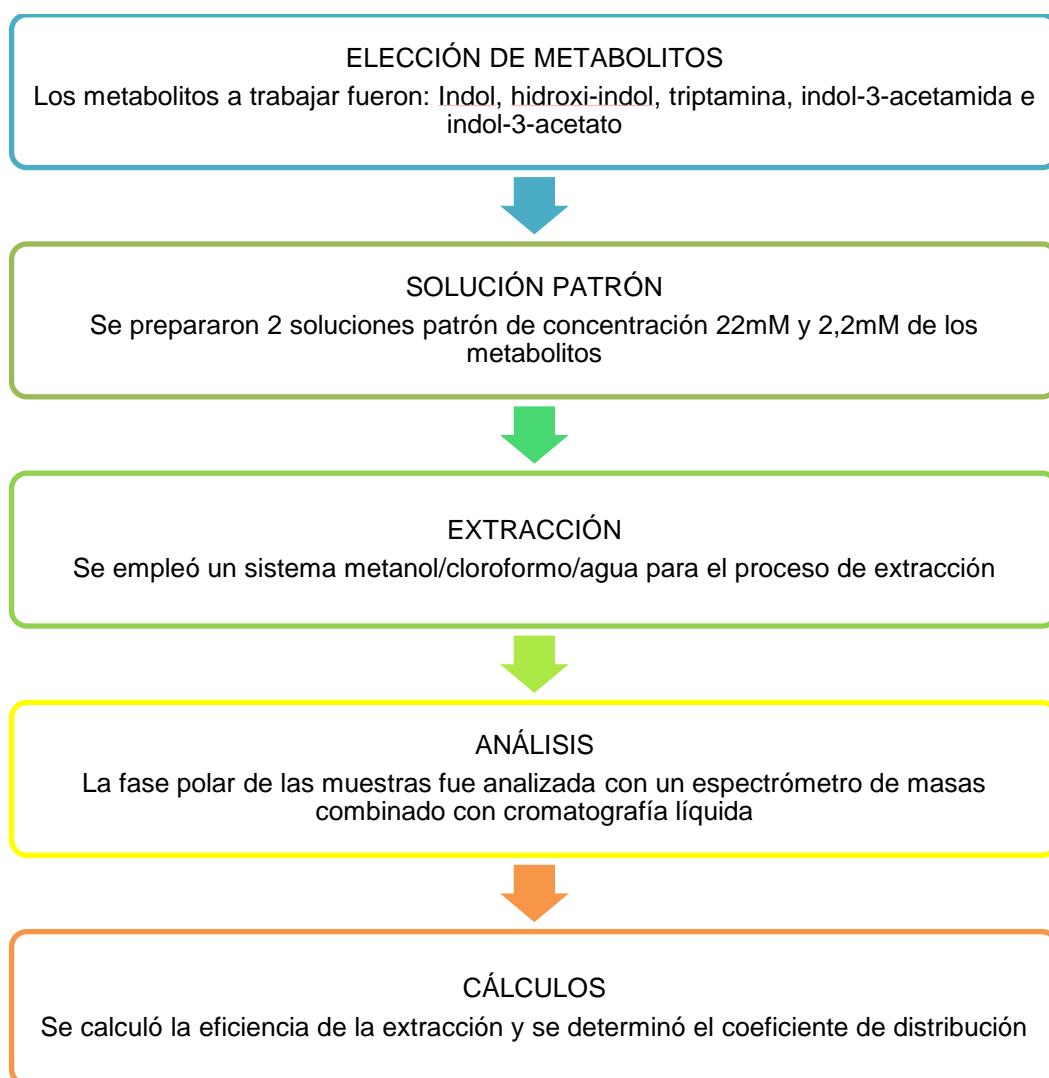 ELECCIÓN DE METABOLITOS
Los metabolitos a trabajar fueron: Indol, hidroxi-indol, triptamina, indol-3-acetamida e
indol-3-acetato
SOLUCIÓN PATRÓN
Se prepararon 2 soluciones patrón de concentración 22mM y 2,2mM de los
metabolitos
EXTRACCIÓN
Se empleó un sistema metanol/cloroformo/agua para el proceso de extracción
ANÁLISIS
La fase polar de las muestras fue analizada con un espectrómetro de masas
combinado con cromatografía líquida
CÁLCULOS
Se calculó la eficiencia de la extracción y se determinó el coeficiente de distribución